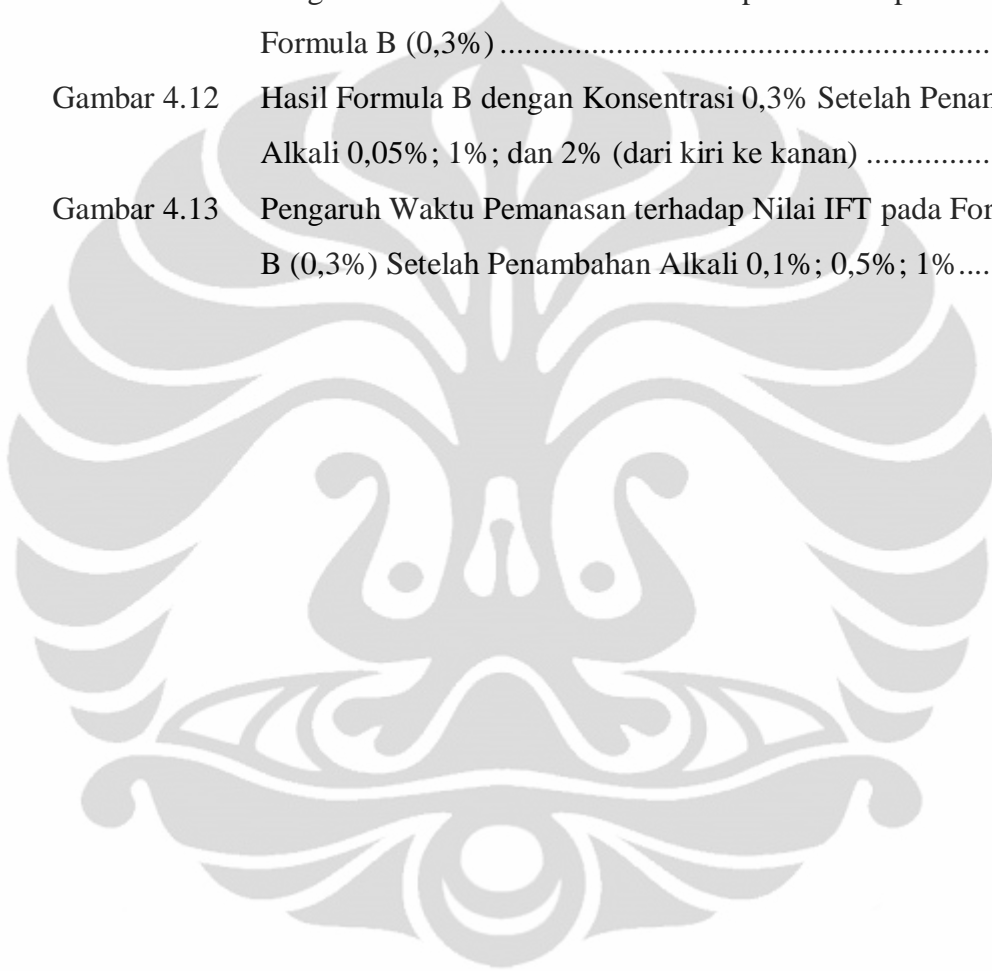 Formula B (0,3%) ........................................................................
Gambar 4.12 Hasil Formula B dengan Konsentrasi 0,3% Setelah
Alkali 0,05%; 1%; dan 2% (dari kiri ke kanan) ..................
Gambar 4.13 Pengaruh Waktu Pemanasan terhadap Nilai IFT pada
B (0,3%) Setelah Penambahan Alkali 0,1%; 0,5%; 1%.....